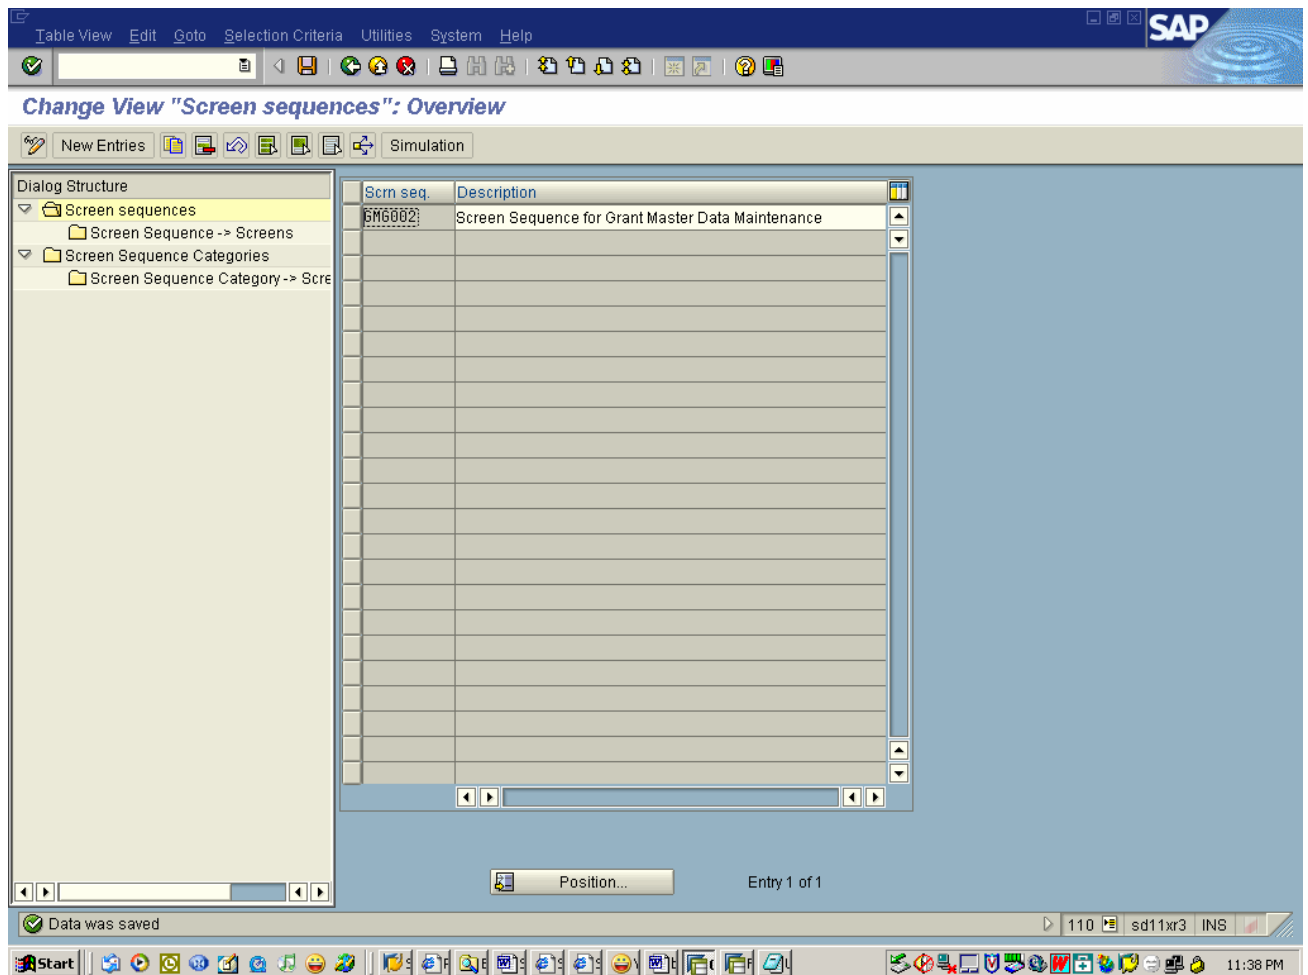 Table View Edit Goto Selection Criteria Utilities System Help
SAP
Change View "Screen sequences": Overview
New Entries Simulation
Dialog Structure
Screen sequences
Screen Sequence -> Screens
Screen Sequence Categories
Screen Sequence Category -> Scre
Scrn seq. Description
GMG002 Screen Sequence for Grant Master Data Maintenance
Position... Entry 1 of 1
Data was saved 110 sd11xr3 INS
Start 11:38 PM